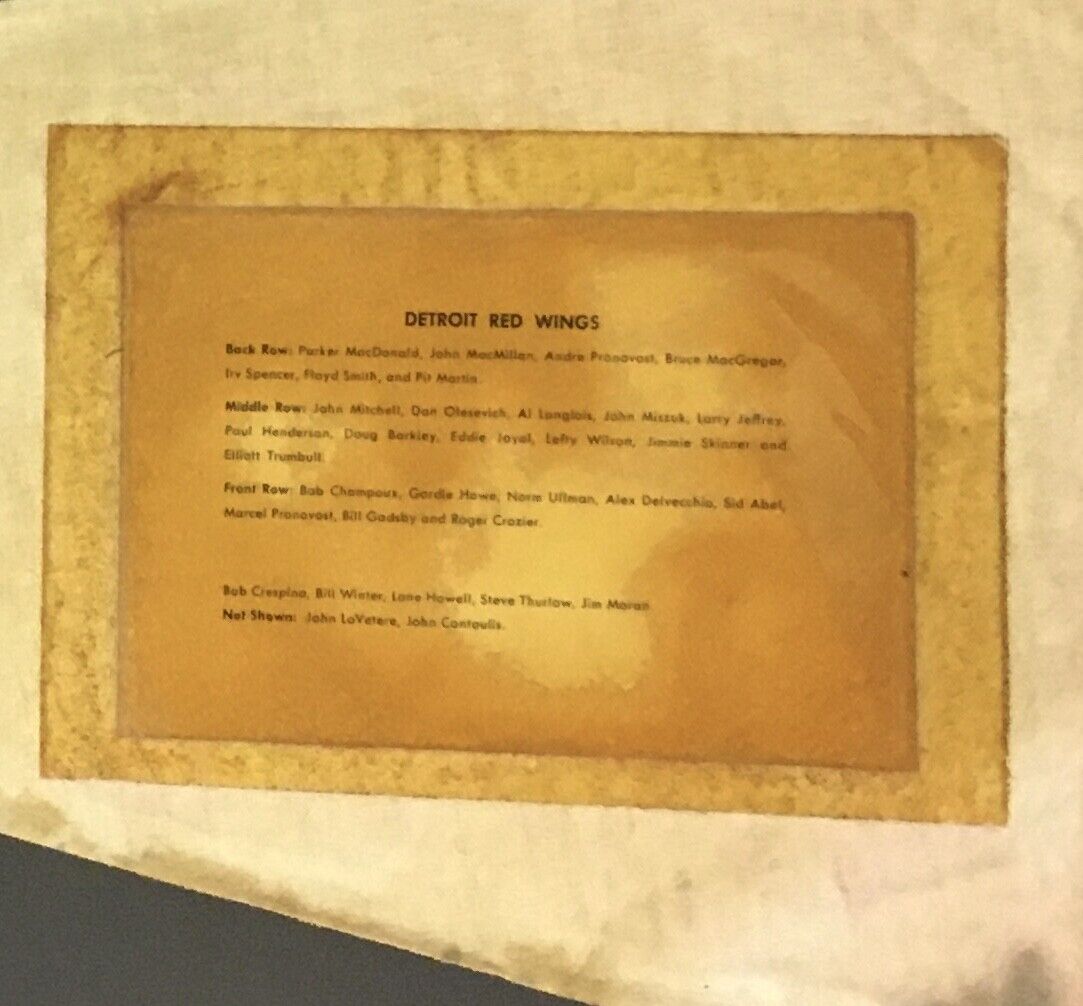 DETROIT RED WINGS
Back Row: Parker MacDonald, John MacMillan, Andre Pronovost, Bruce MacGregor,
Irv Spencer, Floyd Smith, and Pit Martin.
Middle Row: John Mitchell, Dan Olesevich, Al Langlois, John Miszuk, Larry Jeffrey,
Paul Henderson, Doug Barkley, Eddie Joyal, Lefty Wilson, Jimmie Skinner and
Elliott Trumbull.
Front Row: Bob Champoux, Gordie Howe, Norm Ullman, Alex Delvecchio, Sid Abel,
Marcel Pronovost, Bill Gadsby and Roger Crozier.
Bob Crespino, Bill Winter, Lane Howell, Steve Thurlow, Jim Moran
Not Shown: John LoVetere, John Contoulis.